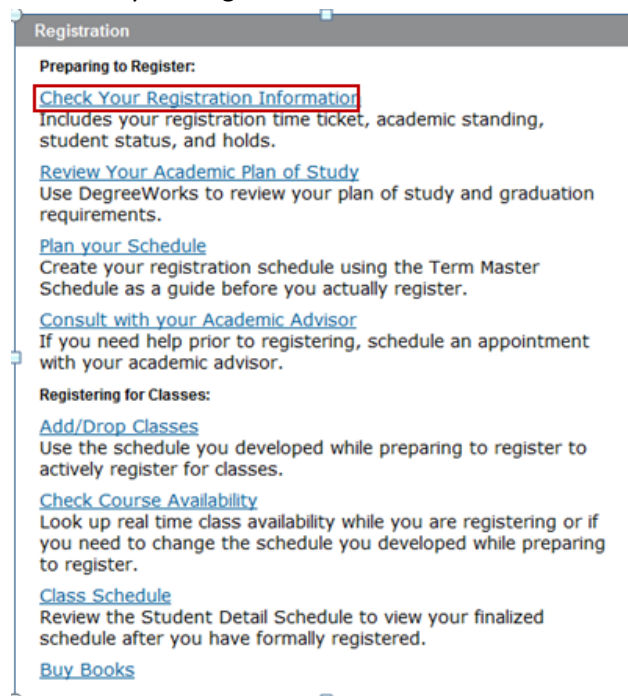 Registration
Preparing to Register:
Check Your Registration Information
Includes your registration time ticket, academic standing,
student status, and holds.
Review Your Academic Plan of Study
Use DegreeWorks to review your plan of study and graduation
requirements.
Plan your Schedule
Create your registration schedule using the Term Master
Schedule as a guide before you actually register.
Consult with your Academic Advisor
If you need help prior to registering, schedule an appointment
with your academic advisor.
Registering for Classes:
Add/Drop Classes
Use the schedule you developed while preparing to register to
actively register for classes.
Check Course Availability
Look up real time class availability while you are registering or if
you need to change the schedule you developed while preparing
to register.
Class Schedule
Review the Student Detail Schedule to view your finalized
schedule after you have formally registered.
Buy Books